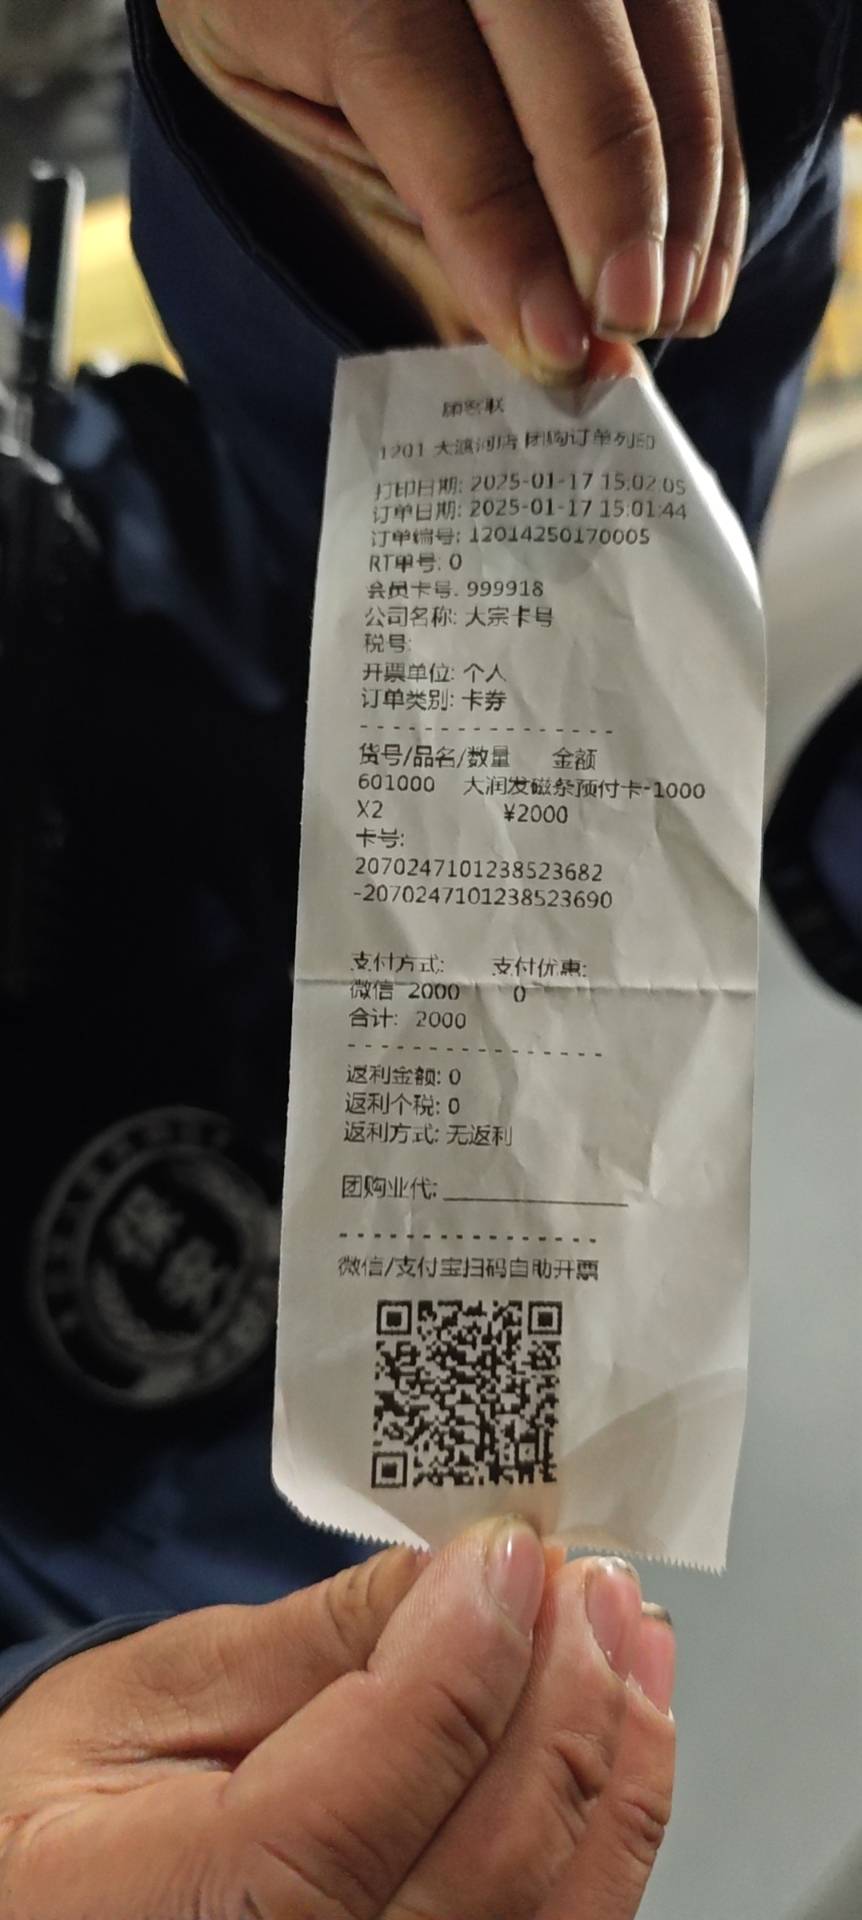 顾客联
1201 大渡河店 团购订单列印
打印日期: 2025-01-17 15:02:05
订单日期: 2025-01-17 15:01:44
订单编号: 12014250170005
RT单号: 0
会员卡号: 999918
公司名称: 大宗卡号
税号:
开票单位: 个人
订单类别: 卡券
货号/品名/数量 金额
601000 大润发磁条预付卡-1000
X2 ¥2000
卡号:
2070247101238523682
-2070247101238523690
支付方式: 支付优惠:
微信 2000 0
合计: 2000
返利金额: 0
返利个税: 0
返利方式: 无返利
团购业代:
微信/支付宝扫码自助开票
保安